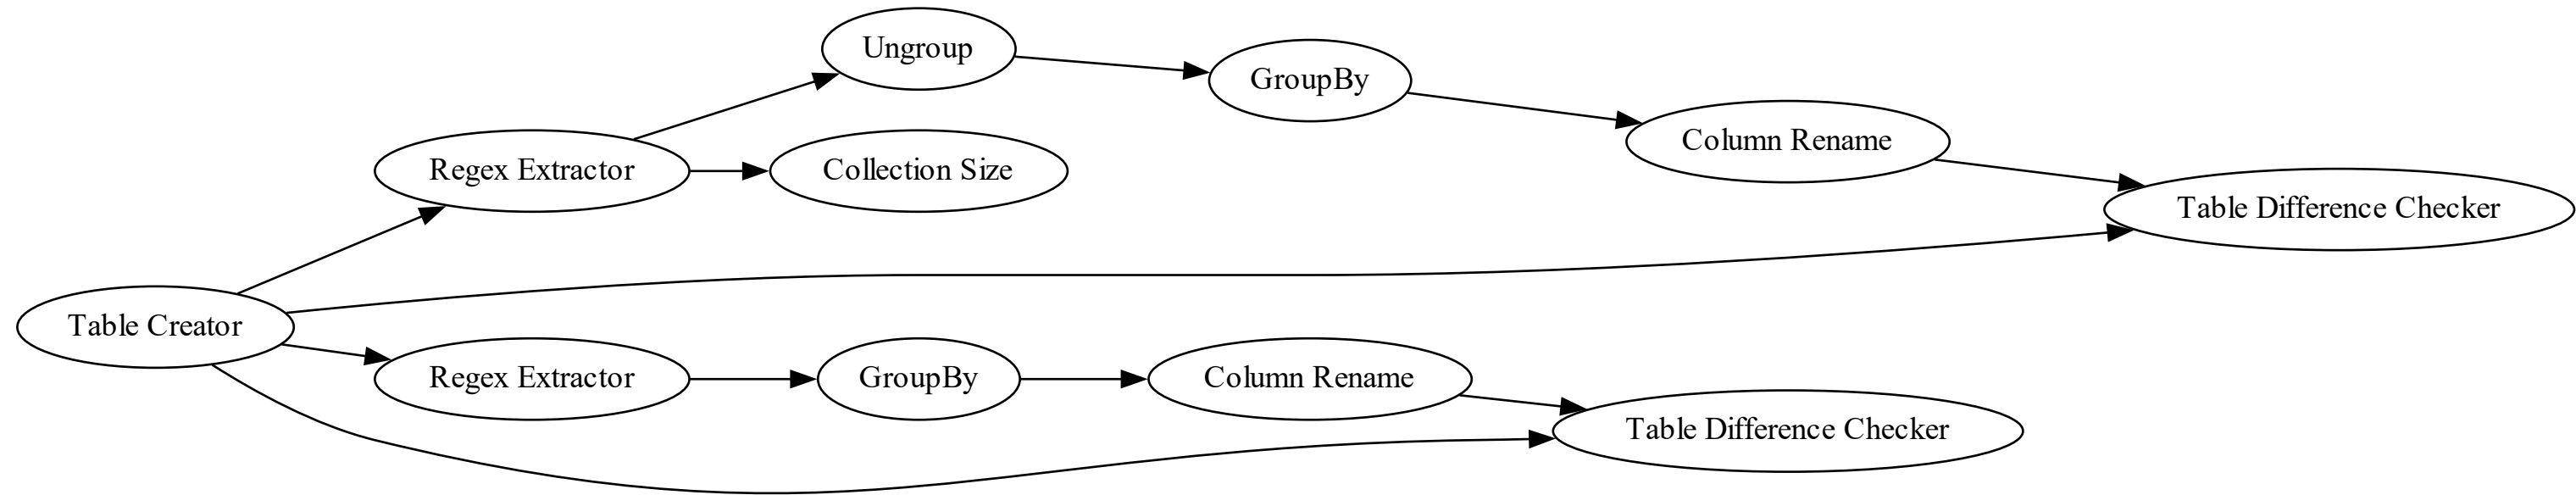 Ungroup
GroupBy
Column Rename
Regex Extractor
Collection Size
Table Difference Checker
Table Creator
Regex Extractor
GroupBy
Column Rename
Table Difference Checker